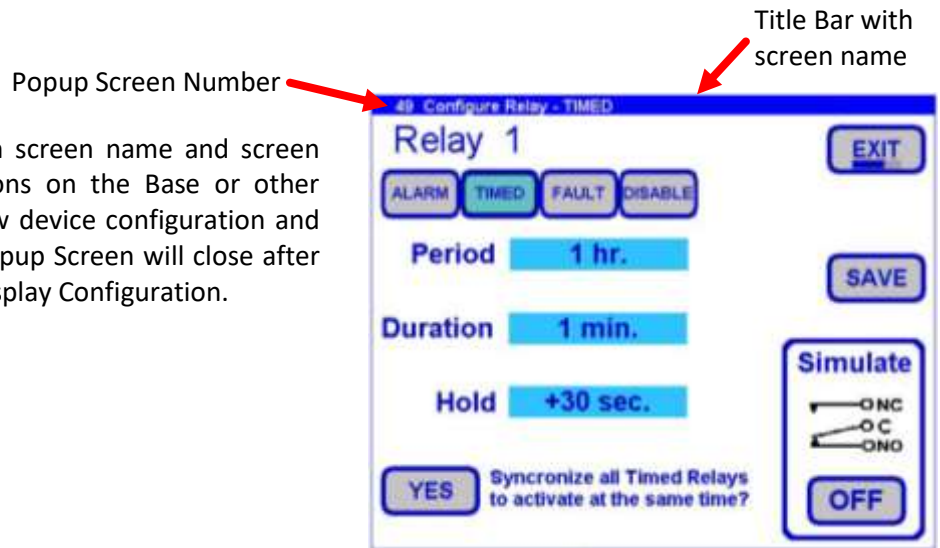 Title Bar with
screen name
Popup Screen Number
49 Configure Relay - TIMED
Relay 1
EXIT
ALARM TIMED FAULT DISABLE
screen name and screen
ons on the Base or other
device configuration and
pup Screen will close after
splay Configuration.
Period 1 hr.
SAVE
Duration 1 min.
Simulate
Hold +30 sec.
NC
C
NO
YES
Syncronize all Timed Relays
to activate at the same time?
OFF